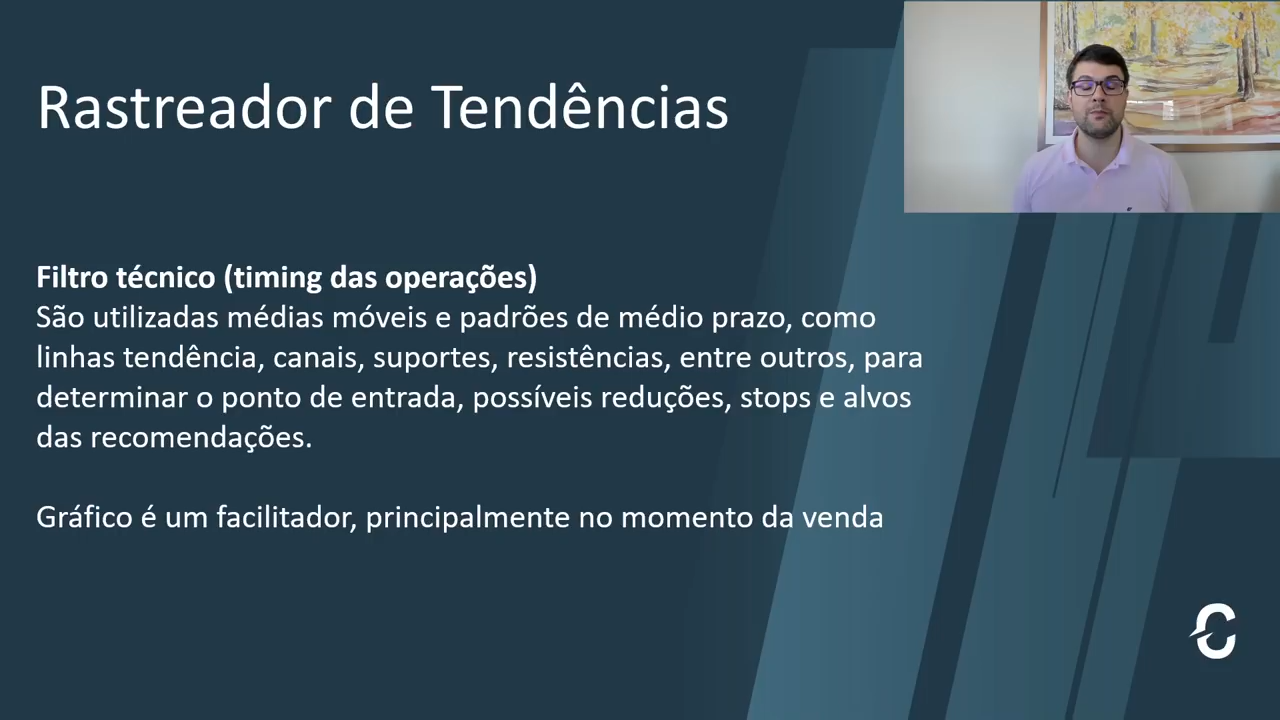 Rastreador de Tendências
Filtro técnico (timing das operações)
São utilizadas médias móveis e padrões de médio prazo, como
linhas tendência, canais, suportes, resistências, entre outros, para
determinar o ponto de entrada, possíveis reduções, stops e alvos
das recomendações.
Gráfico é um facilitador, principalmente no momento da venda